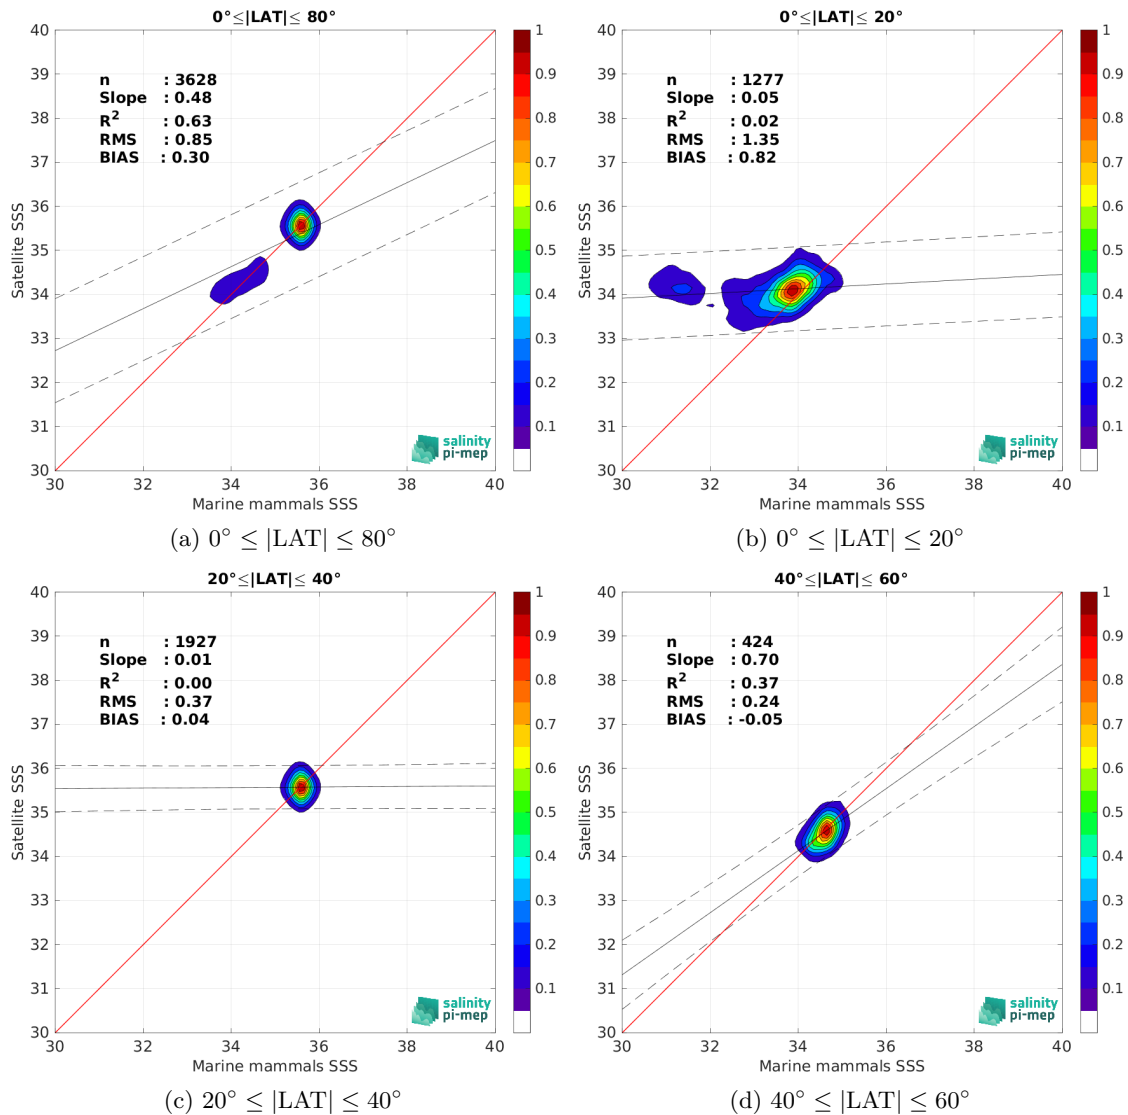 0°≤|LAT|≤ 80°
40
39
38
37
36
35
34
33
32
31
30
Satellite SSS
n : 3628
Slope : 0.48
R2 : 0.63
RMS : 0.85
BIAS : 0.30
salinity
pi-mep
30 32 34 36 38 40
Marine mammals SSS
1
0.9
0.8
0.7
0.6
0.5
0.4
0.3
0.2
0.1
(a) 0° ≤ |LAT| ≤ 80°
0°≤|LAT|≤ 20°
40
39
38
37
36
35
34
33
32
31
30
Satellite SSS
n : 1277
Slope : 0.05
R2 : 0.02
RMS : 1.35
BIAS : 0.82
salinity
pi-mep
30 32 34 36 38 40
Marine mammals SSS
1
0.9
0.8
0.7
0.6
0.5
0.4
0.3
0.2
0.1
(b) 0° ≤ |LAT| ≤ 20°
20°≤|LAT|≤ 40°
40
39
38
37
36
35
34
33
32
31
30
Satellite SSS
n : 1927
Slope : 0.01
R2 : 0.00
RMS : 0.37
BIAS : 0.04
salinity
pi-mep
30 32 34 36 38 40
Marine mammals SSS
1
0.9
0.8
0.7
0.6
0.5
0.4
0.3
0.2
0.1
(c) 20° ≤ |LAT| ≤ 40°
40°≤|LAT|≤ 60°
40
39
38
37
36
35
34
33
32
31
30
Satellite SSS
n : 424
Slope : 0.70
R2 : 0.37
RMS : 0.24
BIAS : -0.05
salinity
pi-mep
30 32 34 36 38 40
Marine mammals SSS
1
0.9
0.8
0.7
0.6
0.5
0.4
0.3
0.2
0.1
(d) 40° ≤ |LAT| ≤ 60°